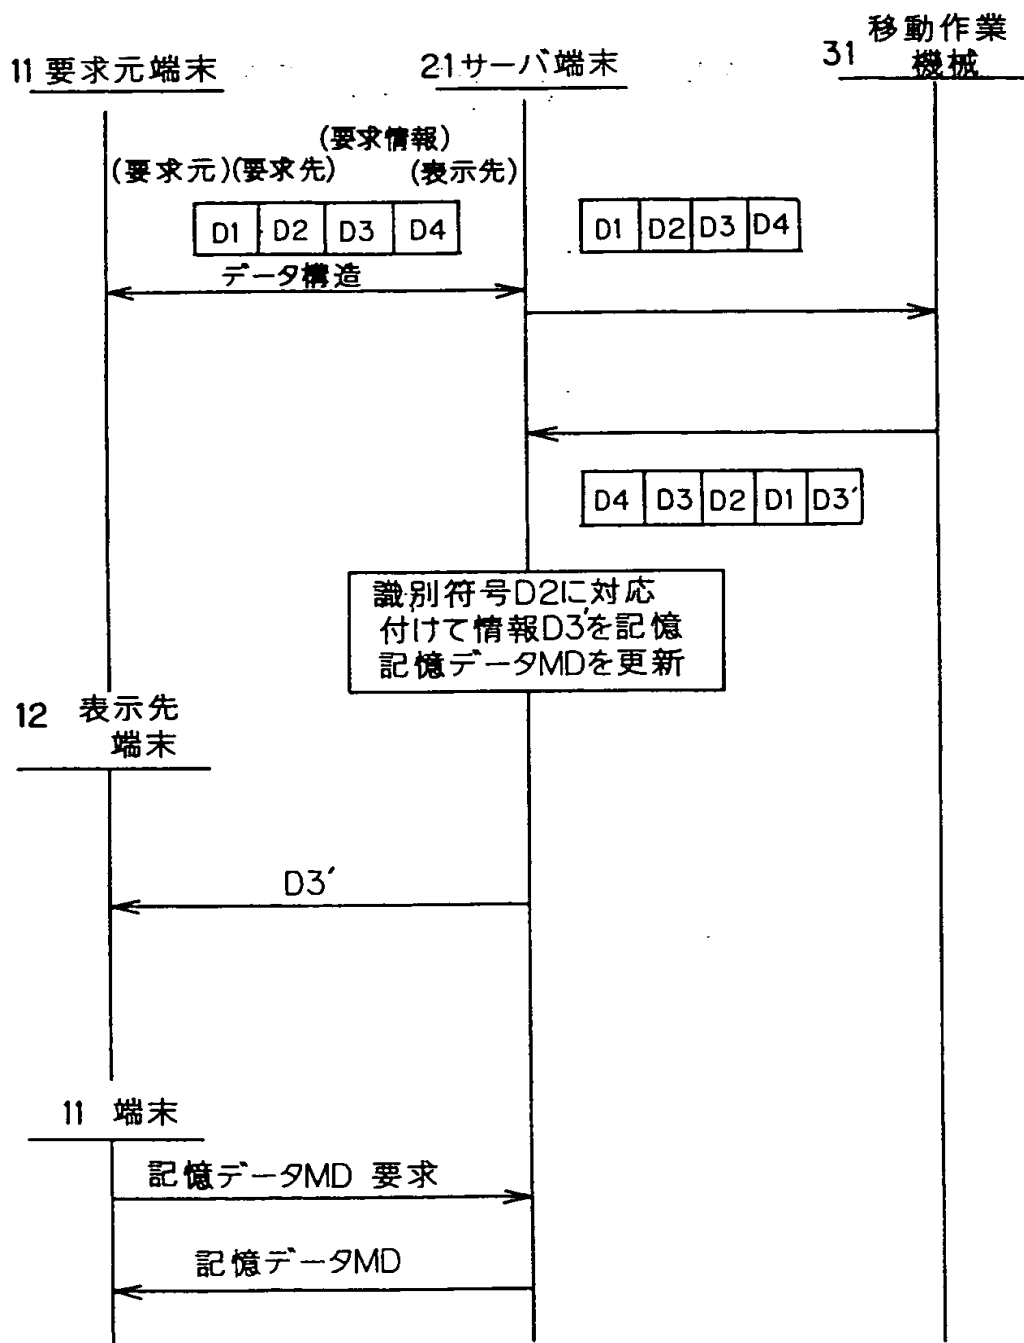 11 要求元端末
21 サーバ端末
31 移動作業
機械
(要求情報)
(要求元)(要求先) (表示先)
D1 D2 D3 D4
D1 D2 D3 D4
データ構造
D4 D3 D2 D1 D3′
識別符号D2に対応
付けて情報D3′を記憶
記憶データMDを更新
12 表示先
端末
D3′
11 端末
記憶データMD 要求
記憶データMD